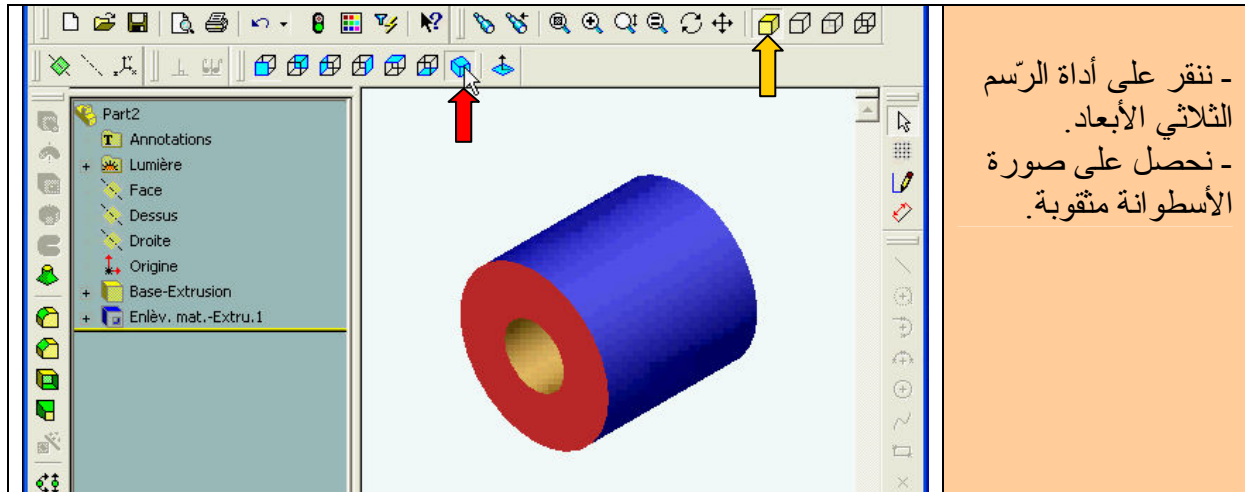 Part2
Annotations
Lumière
Face
Dessus
Droite
Origine
Base-Extrusion
Enlèv. mat.-Extru.1
- ننقر على أداة الرّسم
الثلاثي الأبعاد.
- نحصل على صورة
الأسطوانة مثقوبة.